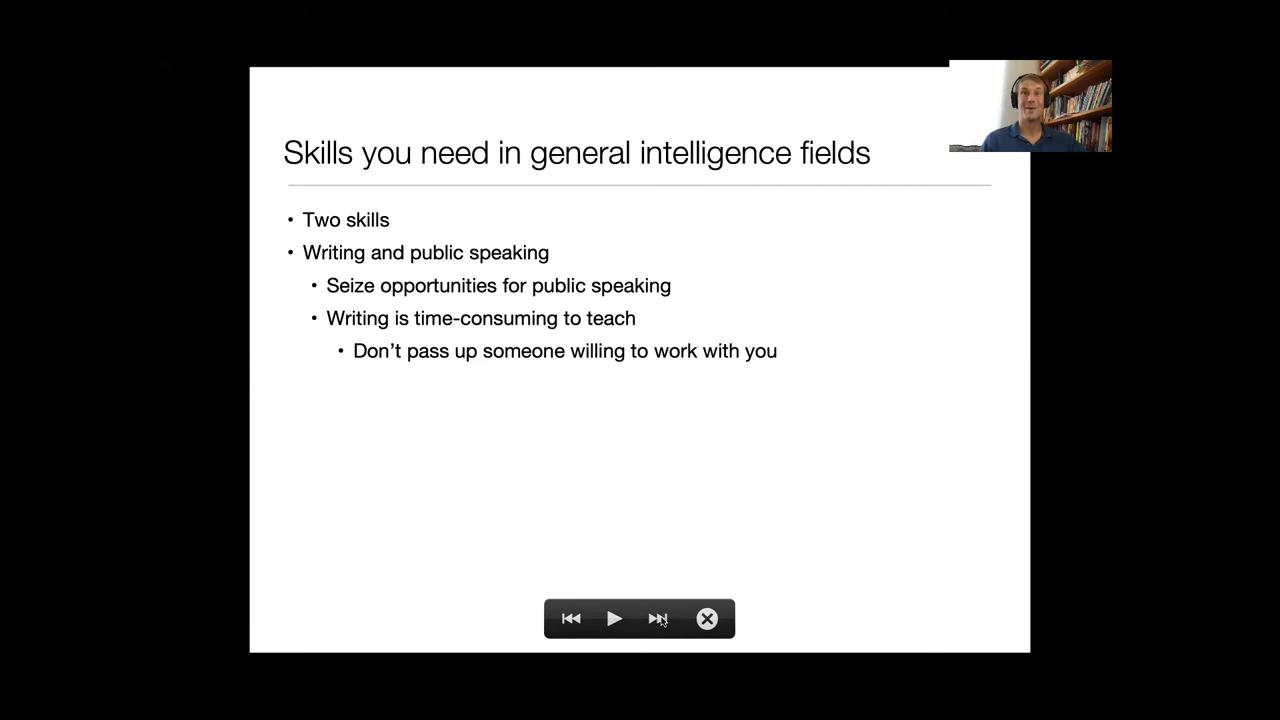 Skills you need in general intelligence fields
• Two skills
• Writing and public speaking
• Seize opportunities for public speaking
• Writing is time-consuming to teach
• Don’t pass up someone willing to work with you